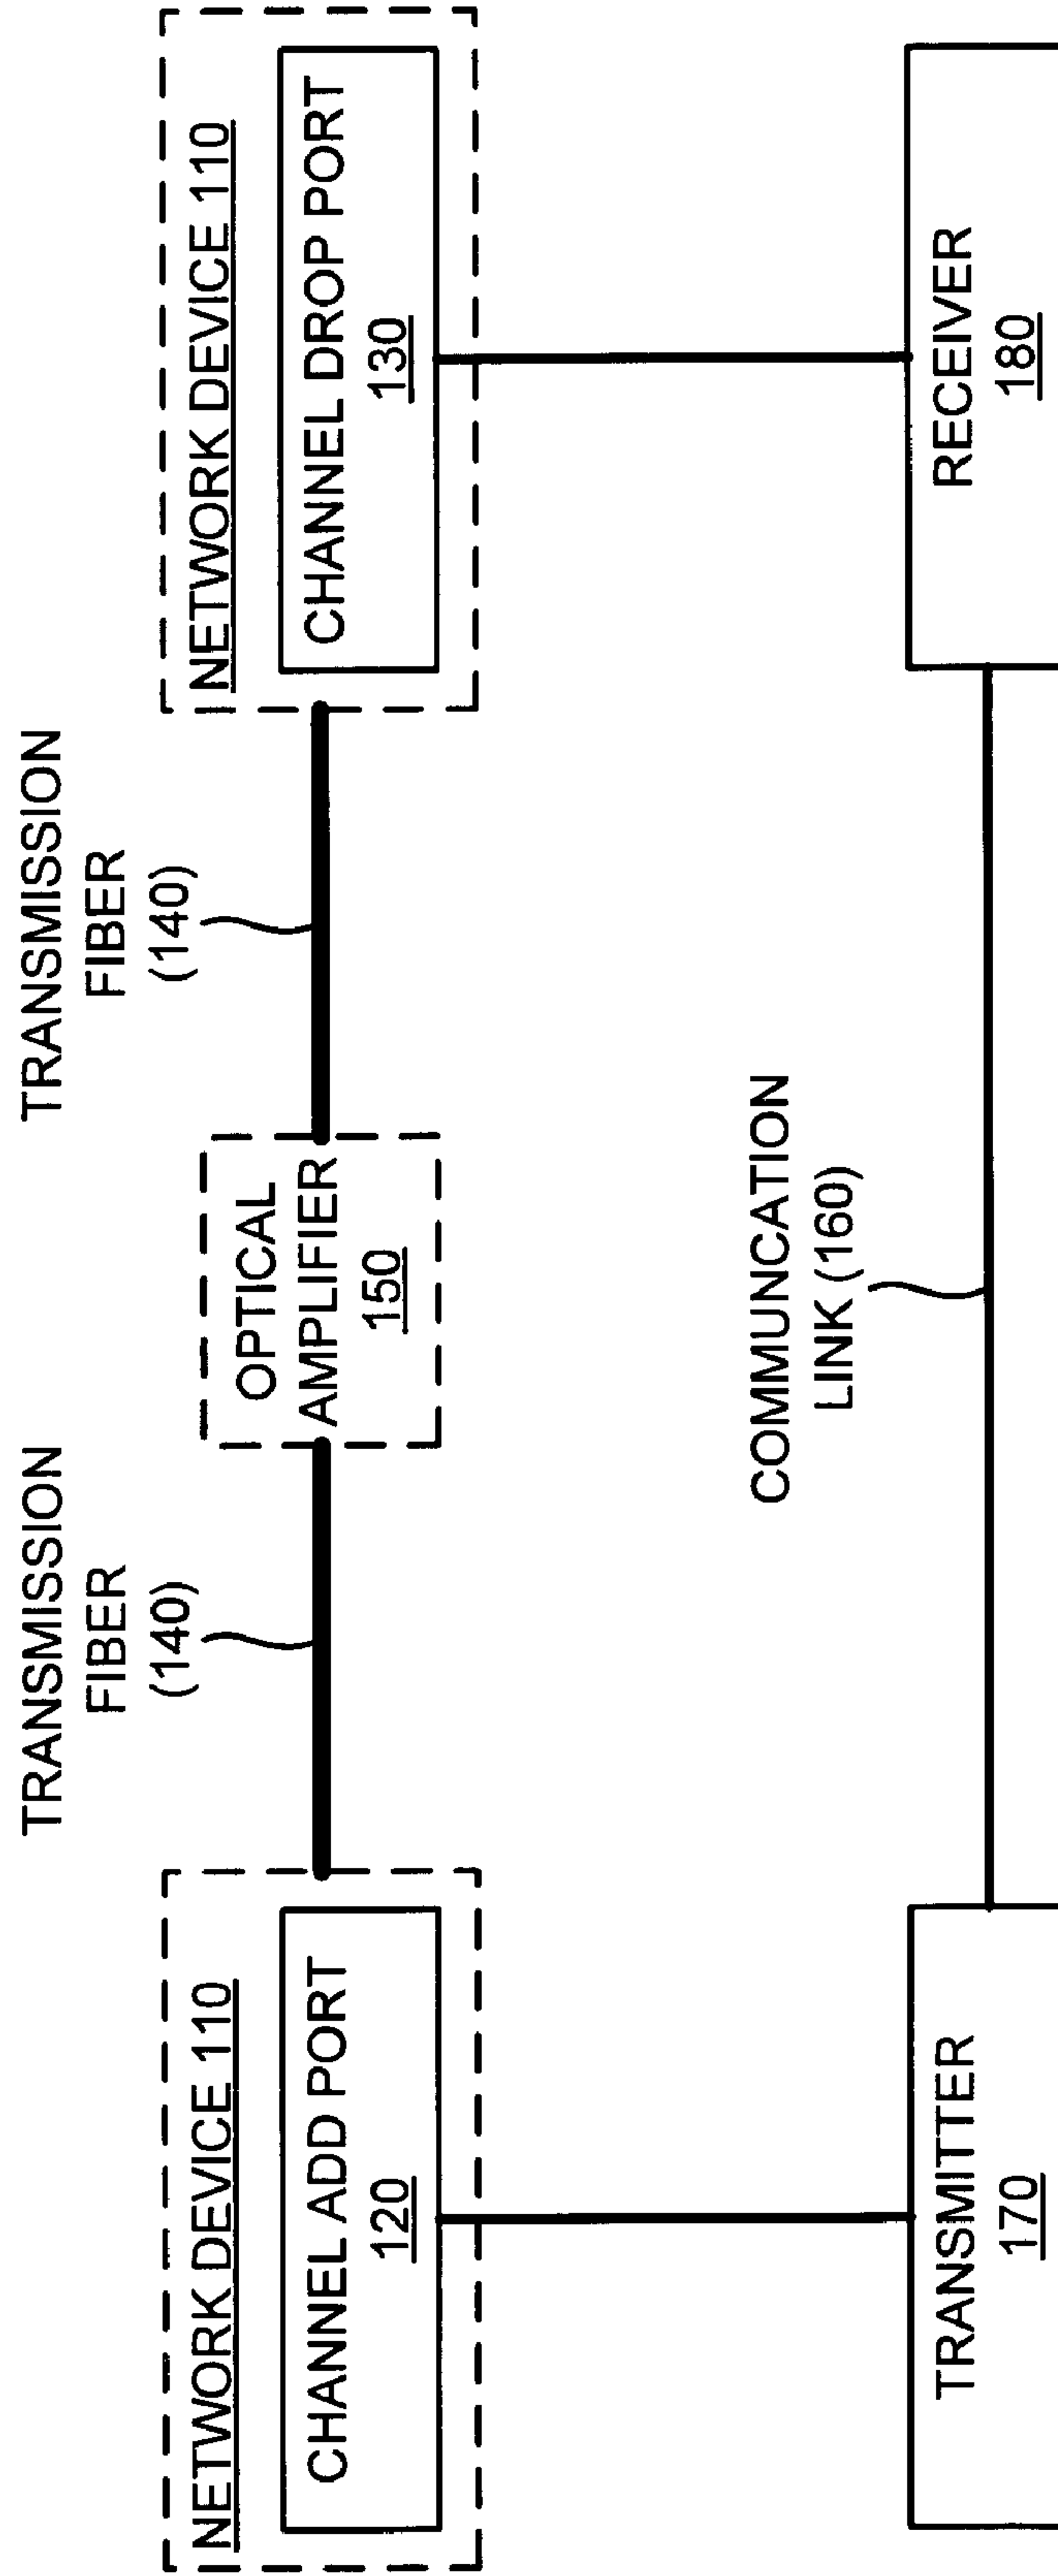 TRANSMISSION
FIBER
(140)
TRANSMISSION
FIBER
(140)
NETWORK DEVICE 110
CHANNEL ADD PORT
120
OPTICAL
AMPLIFIER
150
NETWORK DEVICE 110
CHANNEL DROP PORT
130
COMMUNCATION
LINK (160)
TRANSMITTER
170
RECEIVER
180